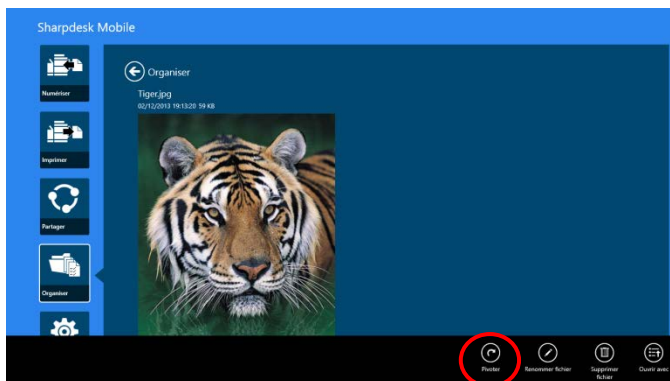 Sharpdesk Mobile
Numériser
Imprimer
Partager
Organiser
Organiser
Tiger.jpg
02/12/2013 19:13:20 59 KB
Pivoter
Renommer fichier
Supprimer
fichier
Ouvrir avec